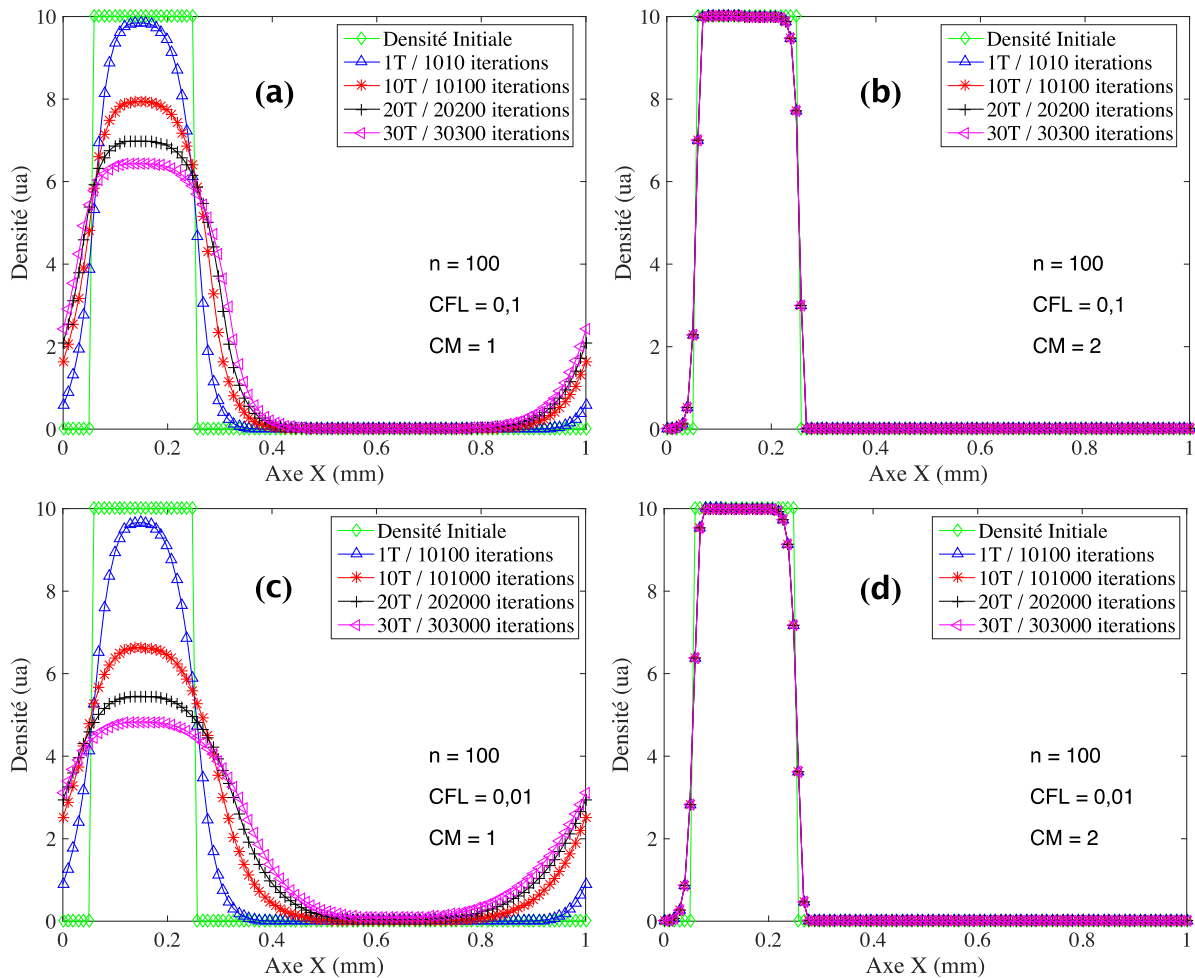 10
8
6
4
2
0
Densité (ua)
0
0.2
0.4
0.6
0.8
1
Axe X (mm)
Densité Initiale
1T / 1010 iterations
10T / 10100 iterations
20T / 20200 iterations
30T / 30300 iterations
(a)
n = 100
CFL = 0,1
CM = 1
10
8
6
4
2
0
Densité (ua)
0
0.2
0.4
0.6
0.8
1
Axe X (mm)
Densité Initiale
1T / 1010 iterations
10T / 10100 iterations
20T / 20200 iterations
30T / 30300 iterations
(b)
n = 100
CFL = 0,1
CM = 2
10
8
6
4
2
0
Densité (ua)
0
0.2
0.4
0.6
0.8
1
Axe X (mm)
Densité Initiale
1T / 10100 iterations
10T / 101000 iterations
20T / 202000 iterations
30T / 303000 iterations
(c)
n = 100
CFL = 0,01
CM = 1
10
8
6
4
2
0
Densité (ua)
0
0.2
0.4
0.6
0.8
1
Axe X (mm)
Densité Initiale
1T / 10100 iterations
10T / 101000 iterations
20T / 202000 iterations
30T / 303000 iterations
(d)
n = 100
CFL = 0,01
CM = 2